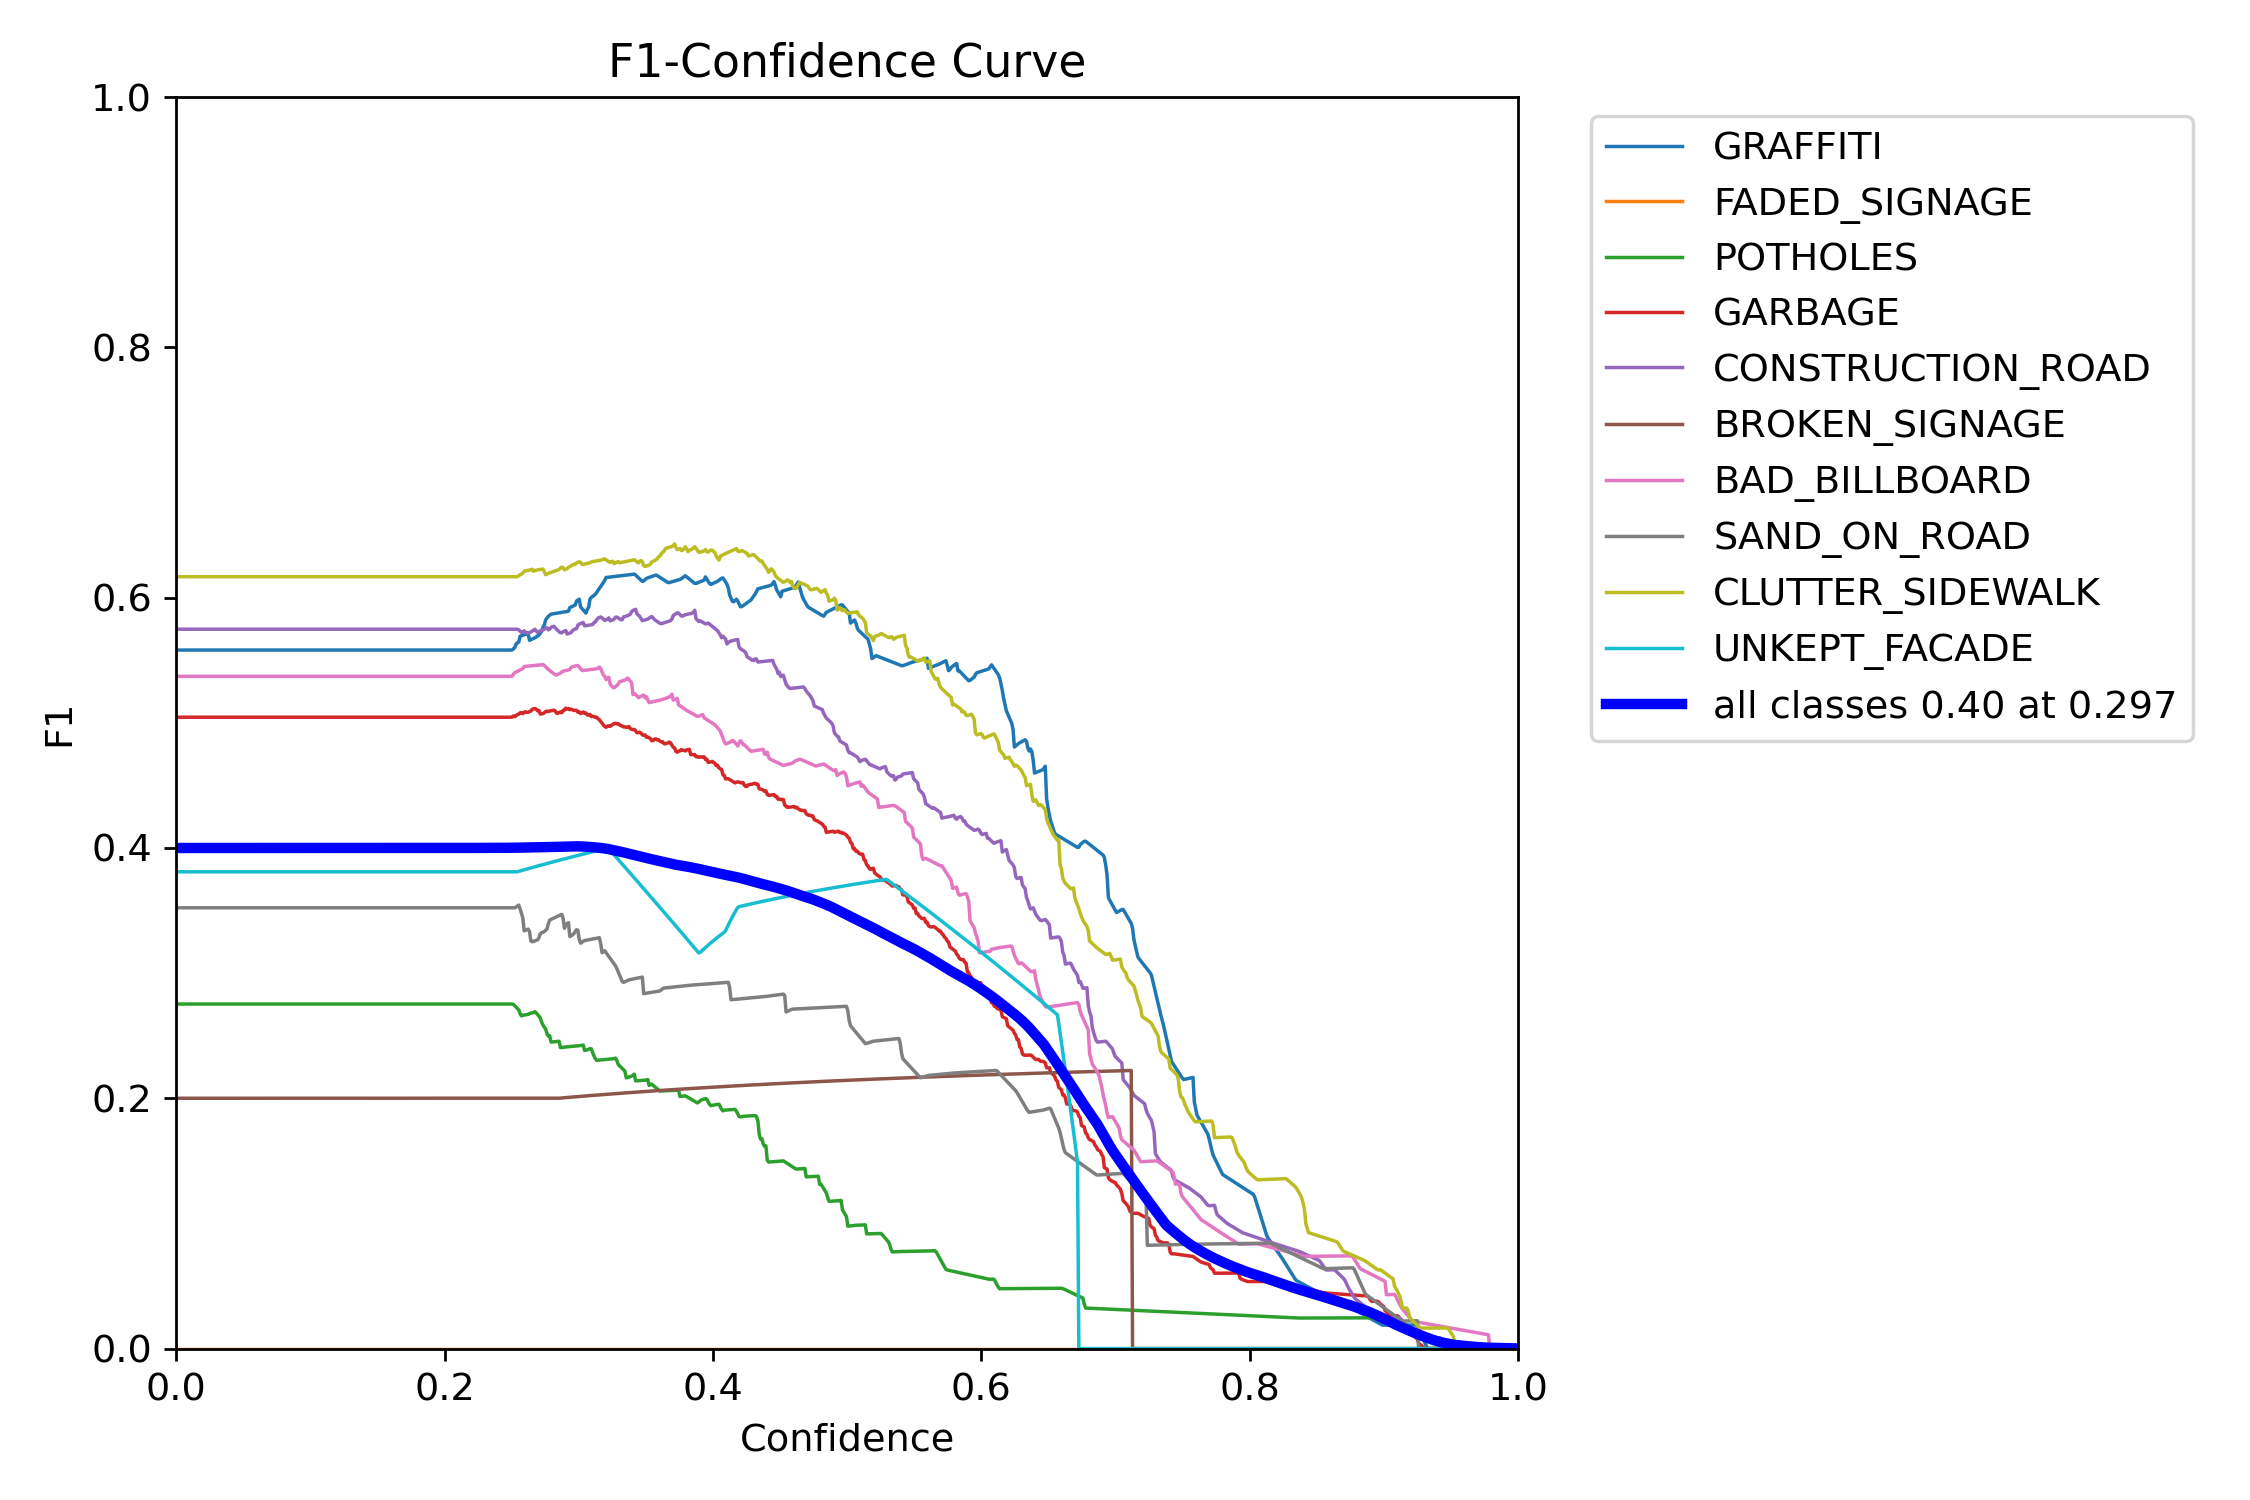 F1-Confidence Curve
1.0
0.8
0.6
0.4
0.2
0.0
F1
0.0 0.2 0.4 0.6 0.8 1.0
Confidence
GRAFFITI
FADED_SIGNAGE
POTHOLES
GARBAGE
CONSTRUCTION_ROAD
BROKEN_SIGNAGE
BAD_BILLBOARD
SAND_ON_ROAD
CLUTTER_SIDEWALK
UNKEPT_FACADE
all classes 0.40 at 0.297